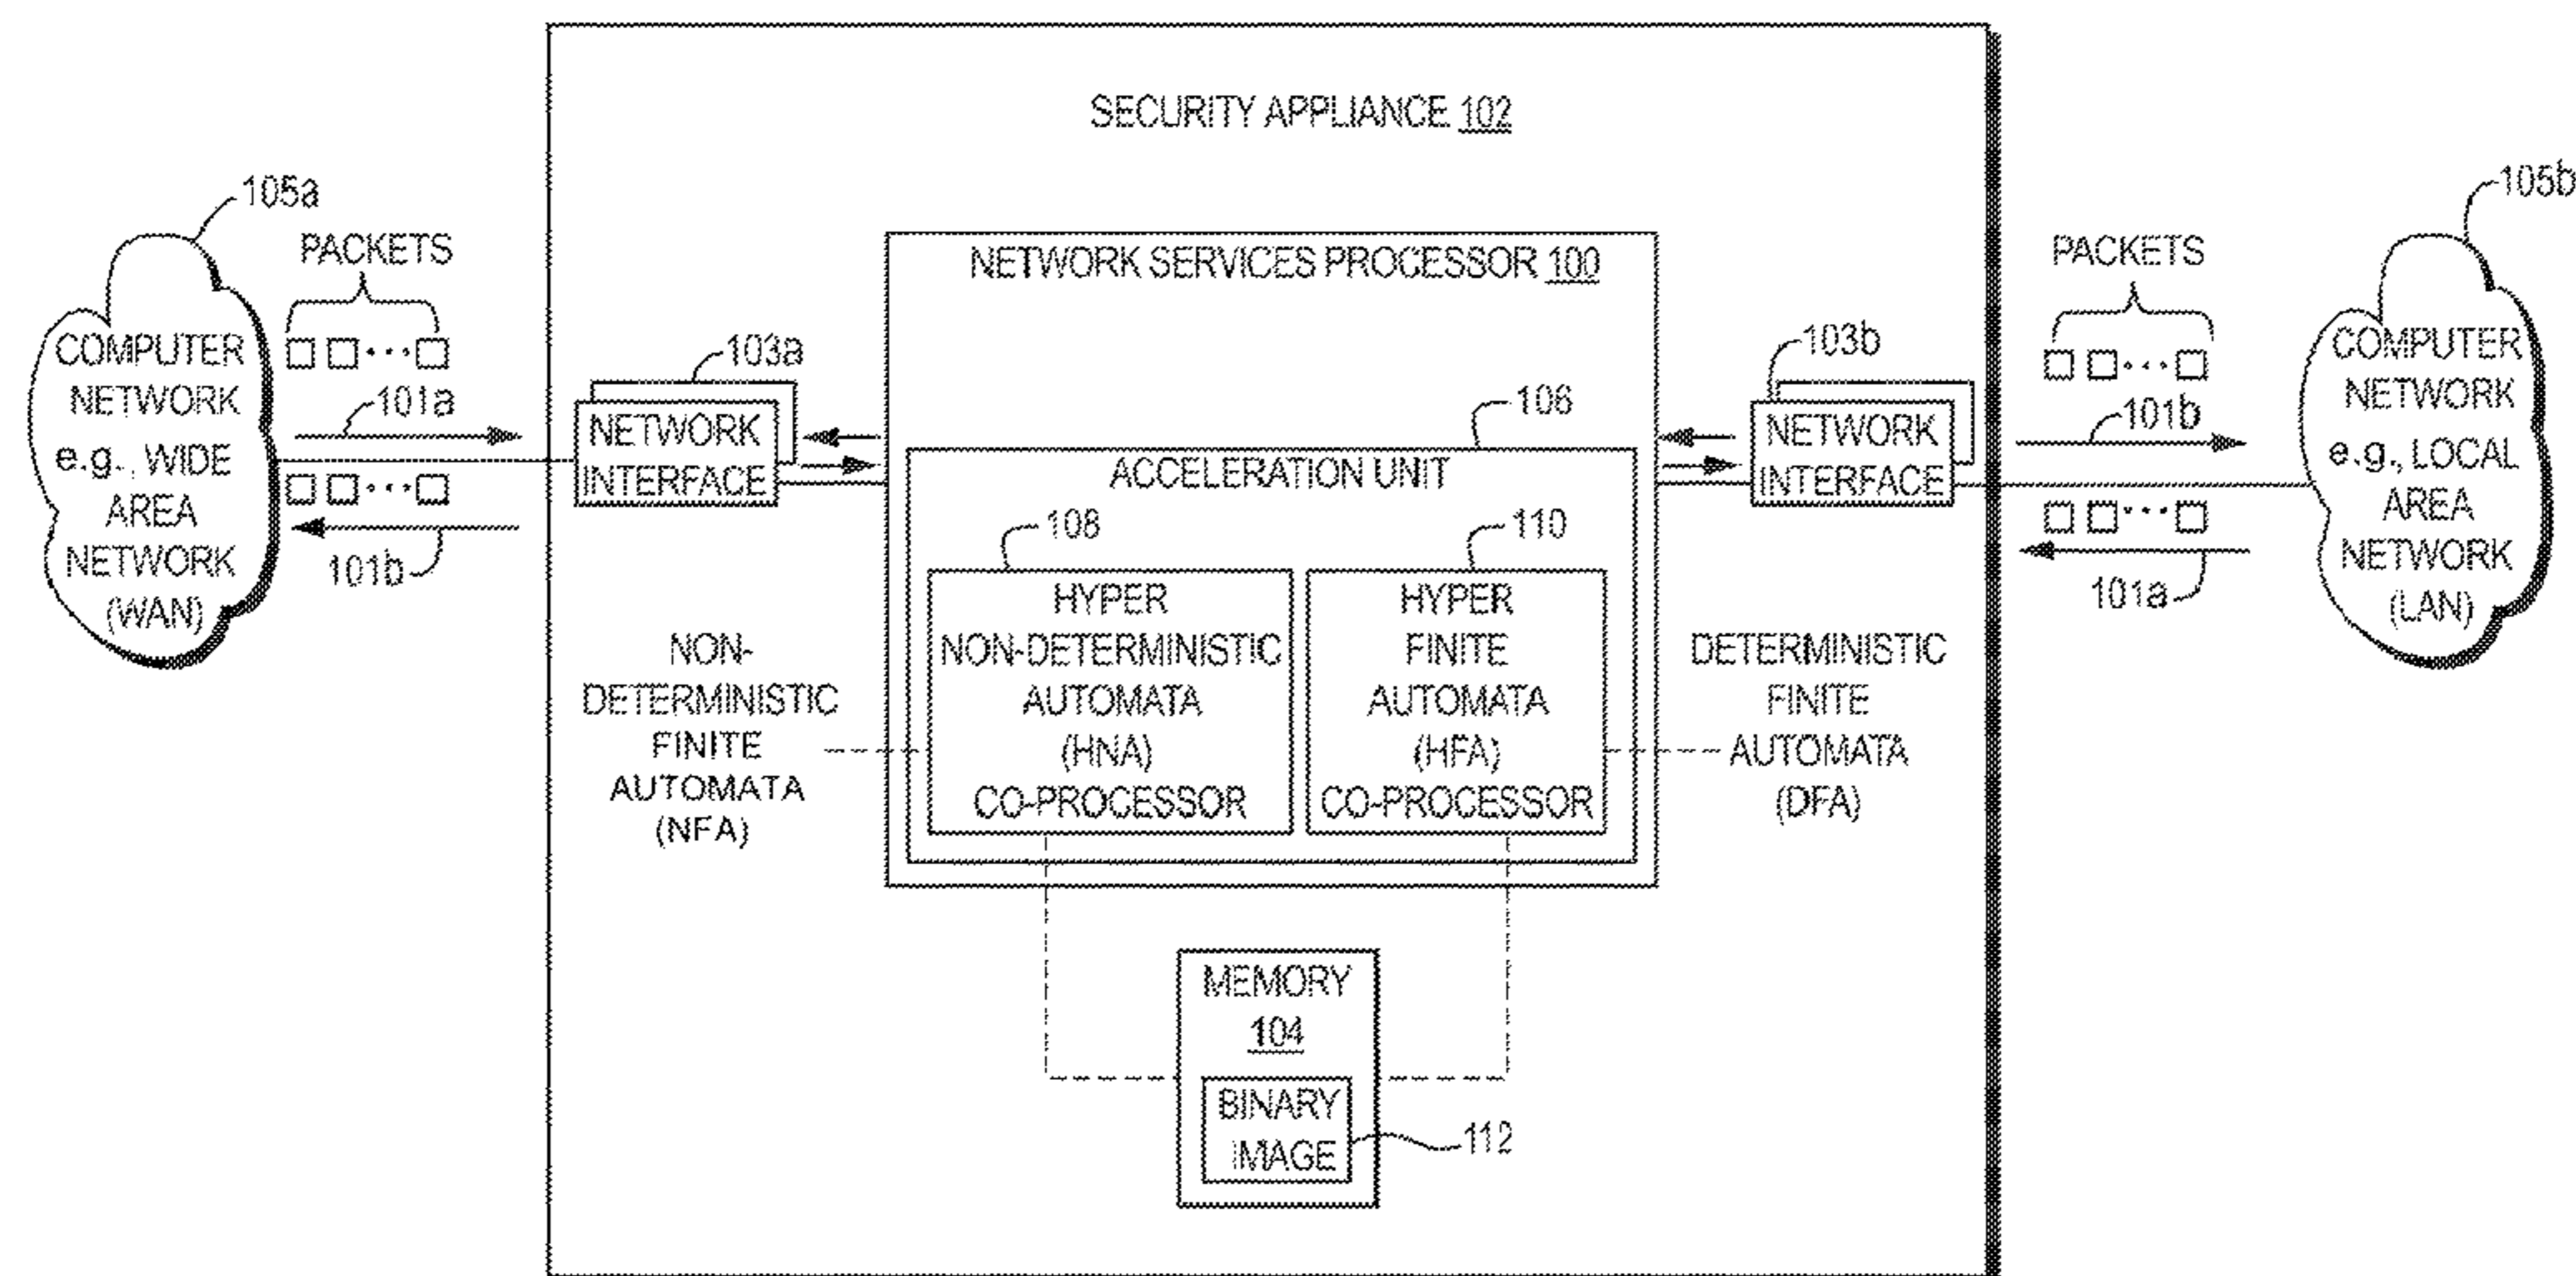 SECURITY APPLIANCE 102
105a
PACKETS
COMPUTER
NETWORK
e.g., WIDE
AREA
NETWORK
(WAN)
101a
101b
103a
NETWORK
INTERFACE
NETWORK SERVICES PROCESSOR 100
106
ACCELERATION UNIT
108
HYPER
NON-DETERMINISTIC
AUTOMATA
(HNA)
CO-PROCESSOR
110
HYPER
FINITE
AUTOMATA
(HFA)
CO-PROCESSOR
NON-
DETERMINISTIC
FINITE
AUTOMATA
(NFA)
DETERMINISTIC
FINITE
AUTOMATA
(DFA)
MEMORY
104
BINARY
IMAGE
112
103b
NETWORK
INTERFACE
PACKETS
101b
101a
105b
COMPUTER
NETWORK
e.g., LOCAL
AREA
NETWORK
(LAN)